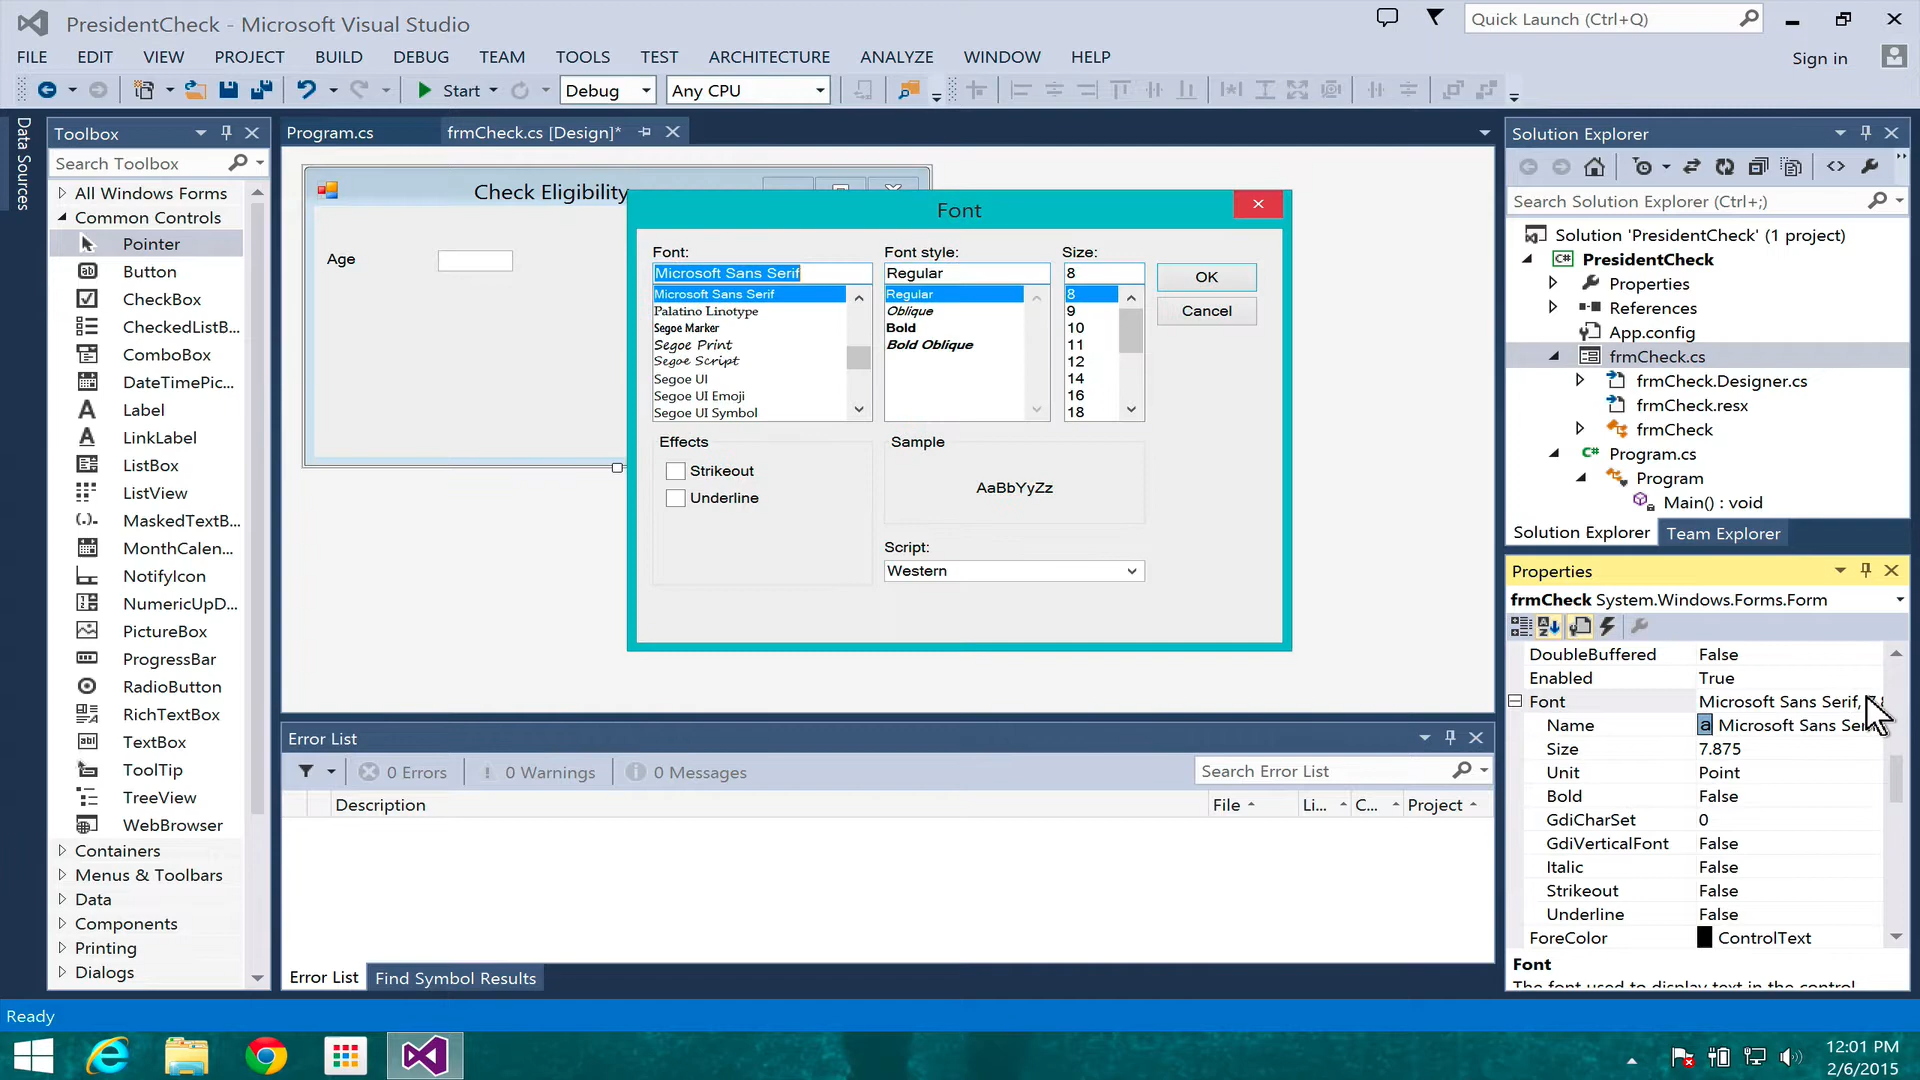 PresidentCheck - Microsoft Visual Studio
Quick Launch (Ctrl+Q)
FILE EDIT VIEW PROJECT BUILD DEBUG TEAM TOOLS TEST ARCHITECTURE ANALYZE WINDOW HELP
Sign in
Start Debug Any CPU
Data Sources
Toolbox
Search Toolbox
All Windows Forms
Common Controls
Pointer
Button
CheckBox
CheckedListB...
ComboBox
DateTimePic...
Label
LinkLabel
ListBox
ListView
MaskedTextB...
MonthCalen...
NotifyIcon
NumericUpD...
PictureBox
ProgressBar
RadioButton
RichTextBox
TextBox
ToolTip
TreeView
WebBrowser
Containers
Menus & Toolbars
Data
Components
Printing
Dialogs
Program.cs
frmCheck.cs [Design]*
Check Eligibility
Age
Font
Font:
Microsoft Sans Serif
Microsoft Sans Serif
Palatino Linotype
Segoe Marker
Segoe Print
Segoe Script
Segoe UI
Segoe UI Emoji
Segoe UI Symbol
Font style:
Regular
Regular
Oblique
Bold
Bold Oblique
Size:
8
8
9
10
11
12
14
16
18
OK
Cancel
Effects
Strikeout
Underline
Sample
AaBbYyZz
Script:
Western
Error List
0 Errors
0 Warnings
0 Messages
Search Error List
Description File Li... C... Project
Error List
Find Symbol Results
Solution Explorer
Search Solution Explorer (Ctrl+;)
Solution 'PresidentCheck' (1 project)
PresidentCheck
Properties
References
App.config
frmCheck.cs
frmCheck.Designer.cs
frmCheck.resx
frmCheck
Program.cs
Program
Main() : void
Solution Explorer
Team Explorer
Properties
frmCheck System.Windows.Forms.Form
DoubleBuffered False
Enabled True
Font Microsoft Sans Serif,
Name Microsoft Sans
Size 7.875
Unit Point
Bold False
GdiCharSet 0
GdiVerticalFont False
Italic False
Strikeout False
Underline False
ForeColor ControlText
Font
The font used to display text in the control
Ready
12:01 PM
2/6/2015